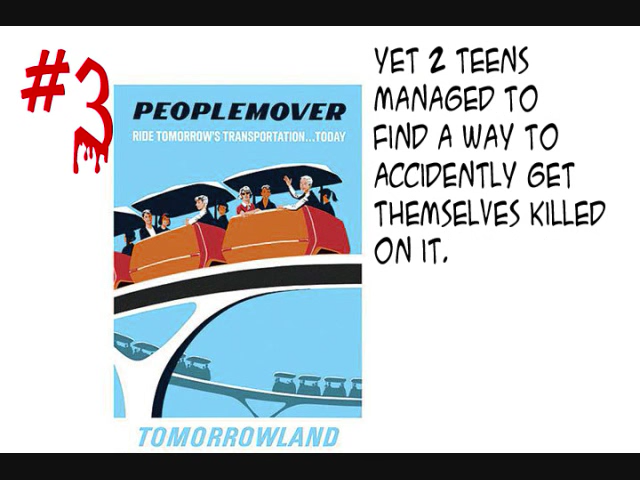 #3
PEOPLEMOVER
RIDE TOMORROW'S TRANSPORTATION...TODAY
TOMORROWLAND
YET 2 TEENS
MANAGED TO
FIND A WAY TO
ACCIDENTLY GET
THEMSELVES KILLED
ON IT.